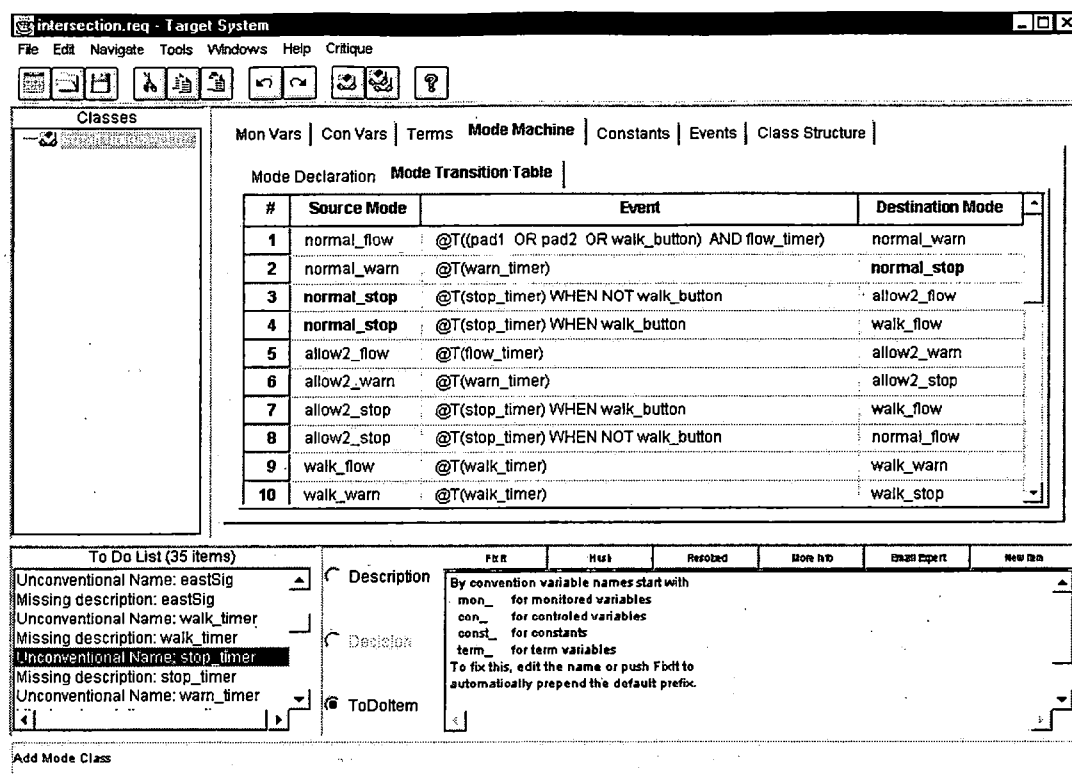 intersection.req - Target System
File Edit Navigate Tools Windows Help Critique
Classes
Mon Vars Con Vars Terms Mode Machine Constants Events Class Structure
Mode Declaration Mode Transition Table
# Source Mode Event Destination Mode
1 normal_flow @T((pad1 OR pad2 OR walk_button) AND flow_timer) normal_warn
2 normal_warn @T(warn_timer) normal_stop
3 normal_stop @T(stop_timer) WHEN NOT walk_button allow2_flow
4 normal_stop @T(stop_timer) WHEN walk_button walk_flow
5 allow2_flow @T(flow_timer) allow2_warn
6 allow2_warn @T(warn_timer) allow2_stop
7 allow2_stop @T(stop_timer) WHEN walk_button walk_flow
8 allow2_stop @T(stop_timer) WHEN NOT walk_button normal_flow
9 walk_flow @T(walk_timer) walk_warn
10 walk_warn @T(walk_timer) walk_stop
To Do List (35 items)
Unconventional Name: eastSig
Missing description: eastSig
Unconventional Name: walk_timer
Missing description: walk_timer
Unconventional Name: stop_timer
Missing description: stop_timer
Unconventional Name: warn_timer
Description
Decision
ToDoItem
FixIt Hush Resolved More Info Email Expert New Item
By convention variable names start with
mon_ for monitored variables
con_ for controled variables
const_ for constants
term_ for term variables
To fix this, edit the name or push FixIt to
automatically prepend the default prefix.
Add Mode Class